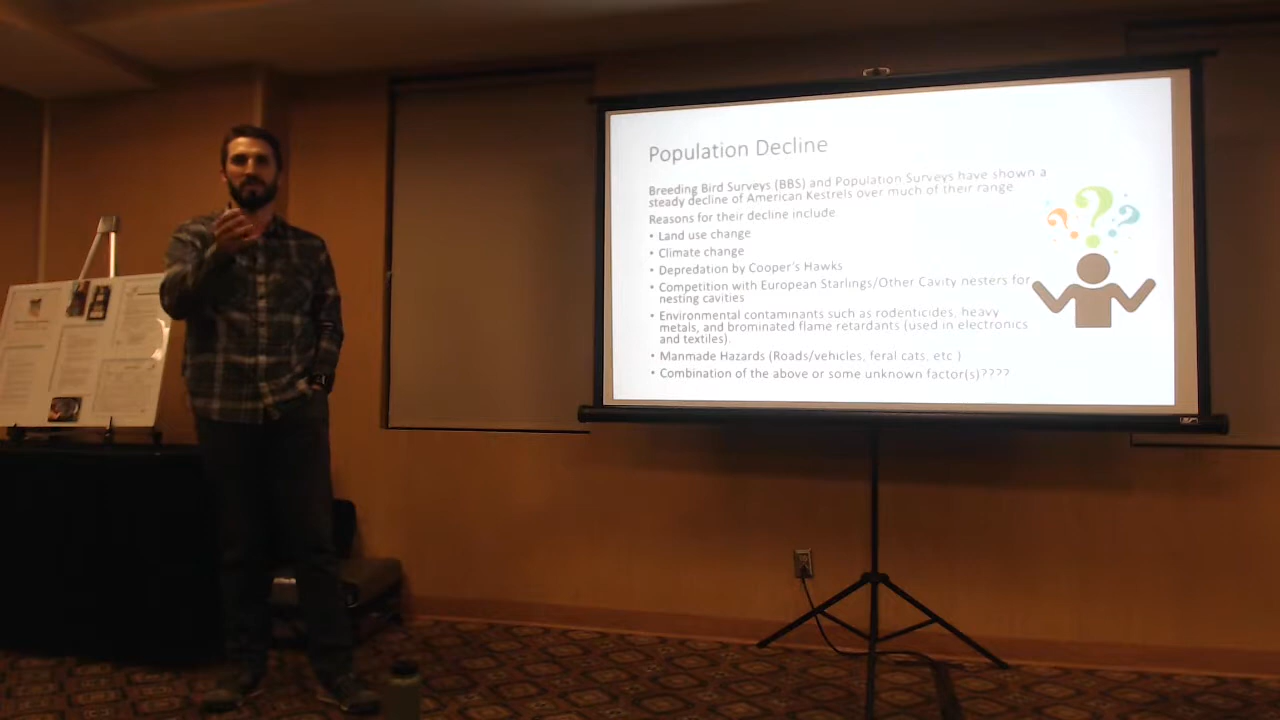 Population Decline
Breeding Bird Surveys (BBS) and Population Surveys have shown a
steady decline of American Kestrels over much of their range
Reasons for their decline include
• Land use change
• Climate change
• Depredation by Cooper's Hawks
• Competition with European Starlings/Other Cavity nesters for
nesting cavities
• Environmental contaminants such as rodenticides, heavy
metals, and brominated flame retardants (used in electronics
and textiles).
• Manmade Hazards (Roads/vehicles, feral cats, etc )
• Combination of the above or some unknown factor(s)????
? ? ?